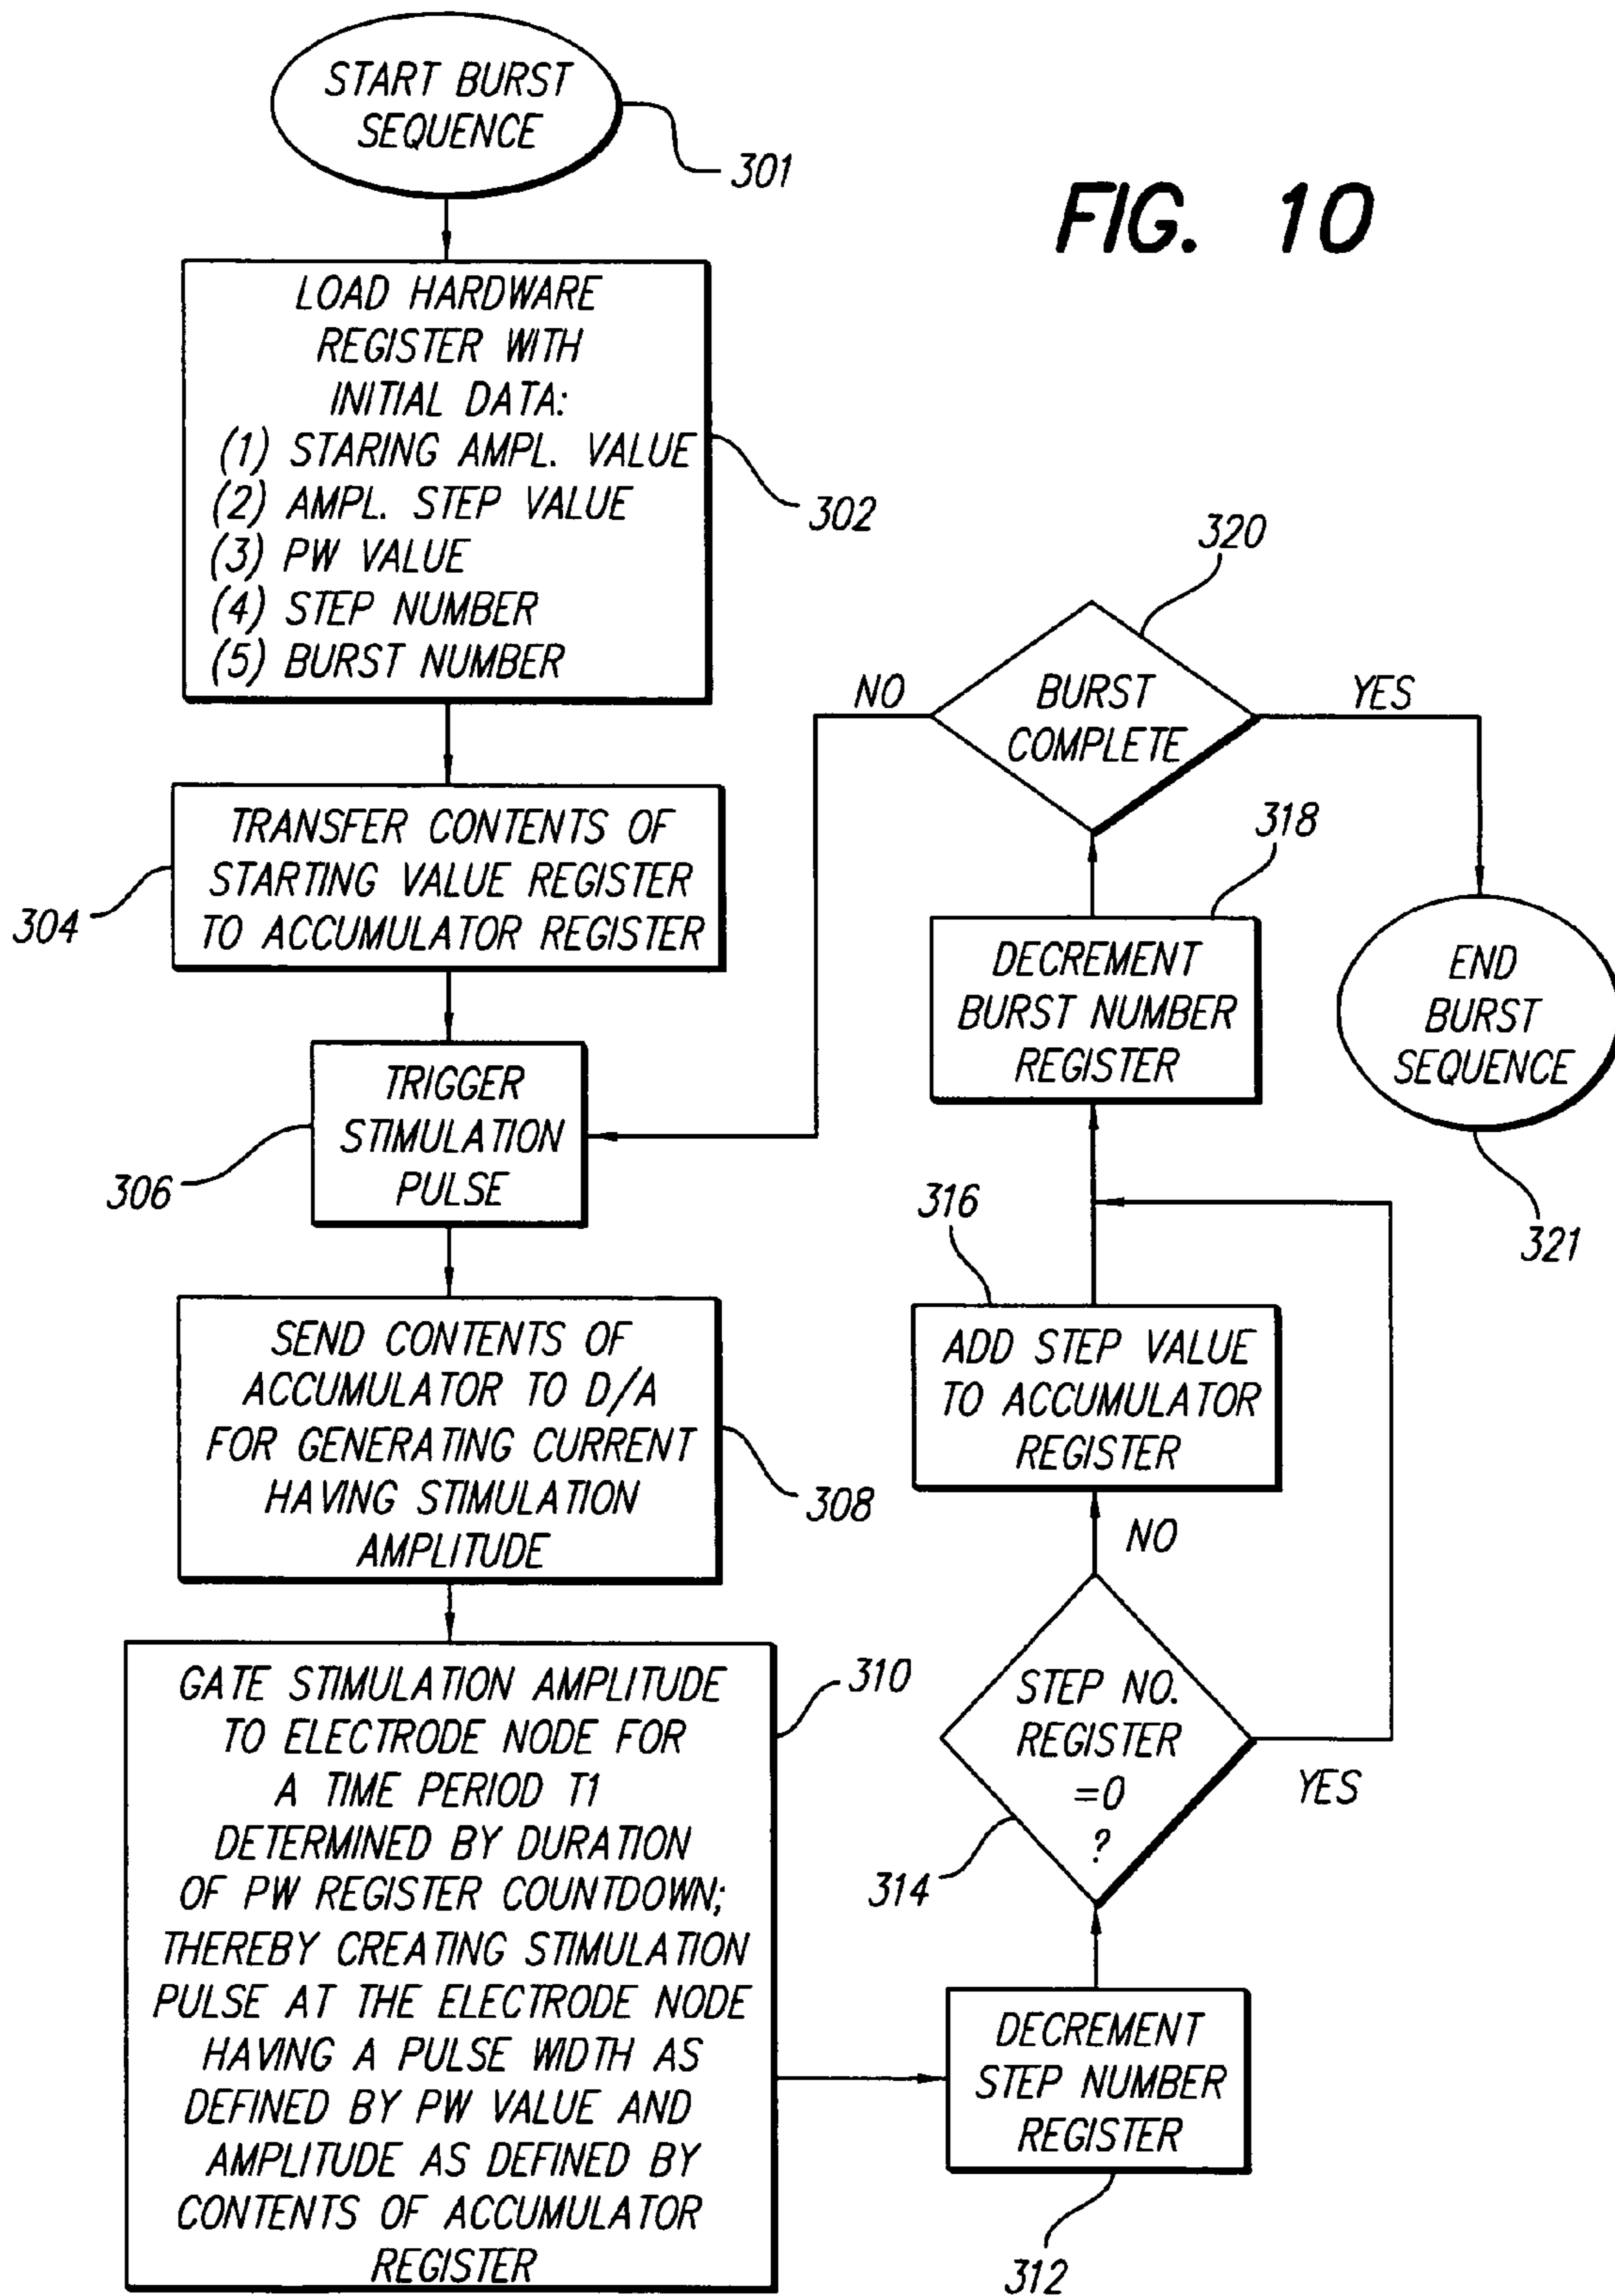 FIG. 10
START BURST
SEQUENCE
301
LOAD HARDWARE
REGISTER WITH
INITIAL DATA:
(1) STARING AMPL. VALUE
(2) AMPL. STEP VALUE
(3) PW VALUE
(4) STEP NUMBER
(5) BURST NUMBER
302
TRANSFER CONTENTS OF
STARTING VALUE REGISTER
TO ACCUMULATOR REGISTER
304
TRIGGER
STIMULATION
PULSE
306
SEND CONTENTS OF
ACCUMULATOR TO D/A
FOR GENERATING CURRENT
HAVING STIMULATION
AMPLITUDE
308
GATE STIMULATION AMPLITUDE
TO ELECTRODE NODE FOR
A TIME PERIOD T1
DETERMINED BY DURATION
OF PW REGISTER COUNTDOWN;
THEREBY CREATING STIMULATION
PULSE AT THE ELECTRODE NODE
HAVING A PULSE WIDTH AS
DEFINED BY PW VALUE AND
AMPLITUDE AS DEFINED BY
CONTENTS OF ACCUMULATOR
REGISTER
310
DECREMENT
STEP NUMBER
REGISTER
312
STEP NO.
REGISTER
=0
?
314
YES
NO
ADD STEP VALUE
TO ACCUMULATOR
REGISTER
316
DECREMENT
BURST NUMBER
REGISTER
318
BURST
COMPLETE
320
NO
YES
END
BURST
SEQUENCE
321